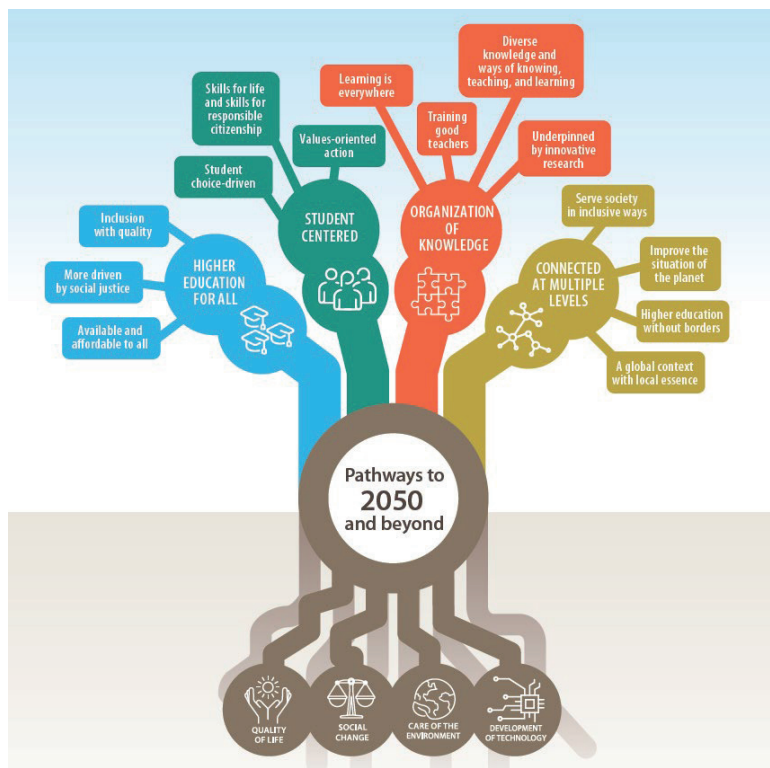 Inclusion
with quality
More driven
by social justice
Available and
affordable to all
HIGHER
EDUCATION
FOR ALL
Skills for life
and skills for
responsible
citizenship
Student
choice-driven
Values-oriented
action
STUDENT
CENTERED
Learning is
everywhere
Training
good
teachers
Diverse
knowledge and
ways of knowing,
teaching, and learning
Underpinned
by innovative
research
ORGANIZATION
OF
KNOWLEDGE
Serve society
in inclusive ways
Improve the
situation of
the planet
Higher education
without borders
A global context
with local essence
CONNECTED
AT MULTIPLE
LEVELS
Pathways to
2050
and beyond
QUALITY
OF LIFE
SOCIAL
CHANGE
CARE OF THE
ENVIRONMENT
DEVELOPMENT
OF TECHNOLOGY